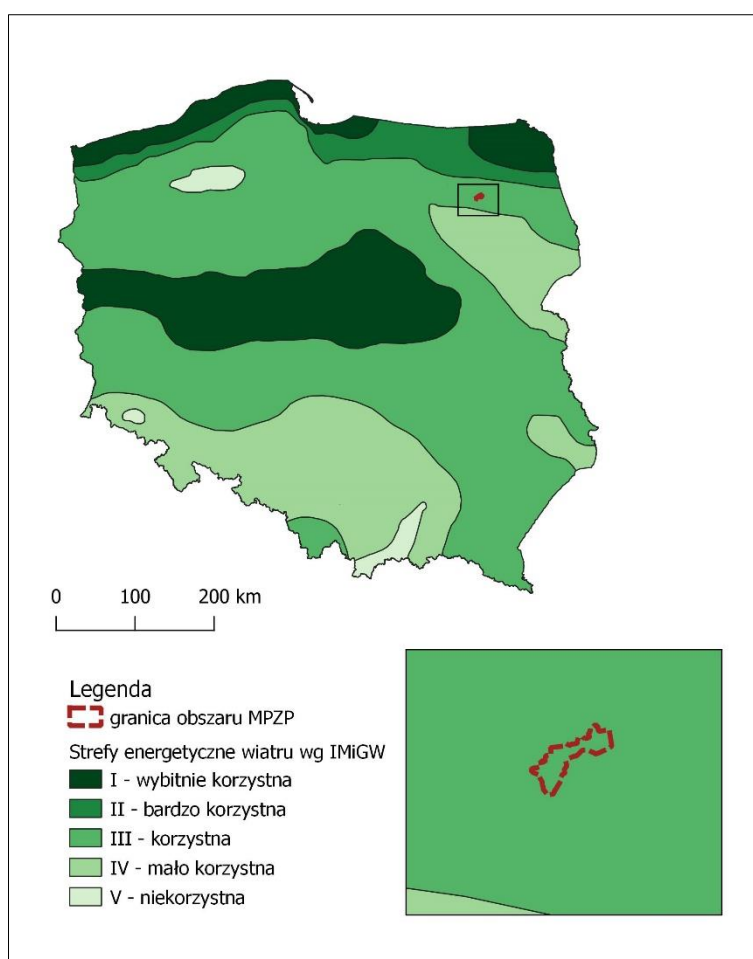 0 100 200 km
Legenda
granica obszaru MPZP
Strefy energetyczne wiatru wg IMiGW
I - wybitnie korzystna
II - bardzo korzystna
III - korzystna
IV - mało korzystna
V - niekorzystna